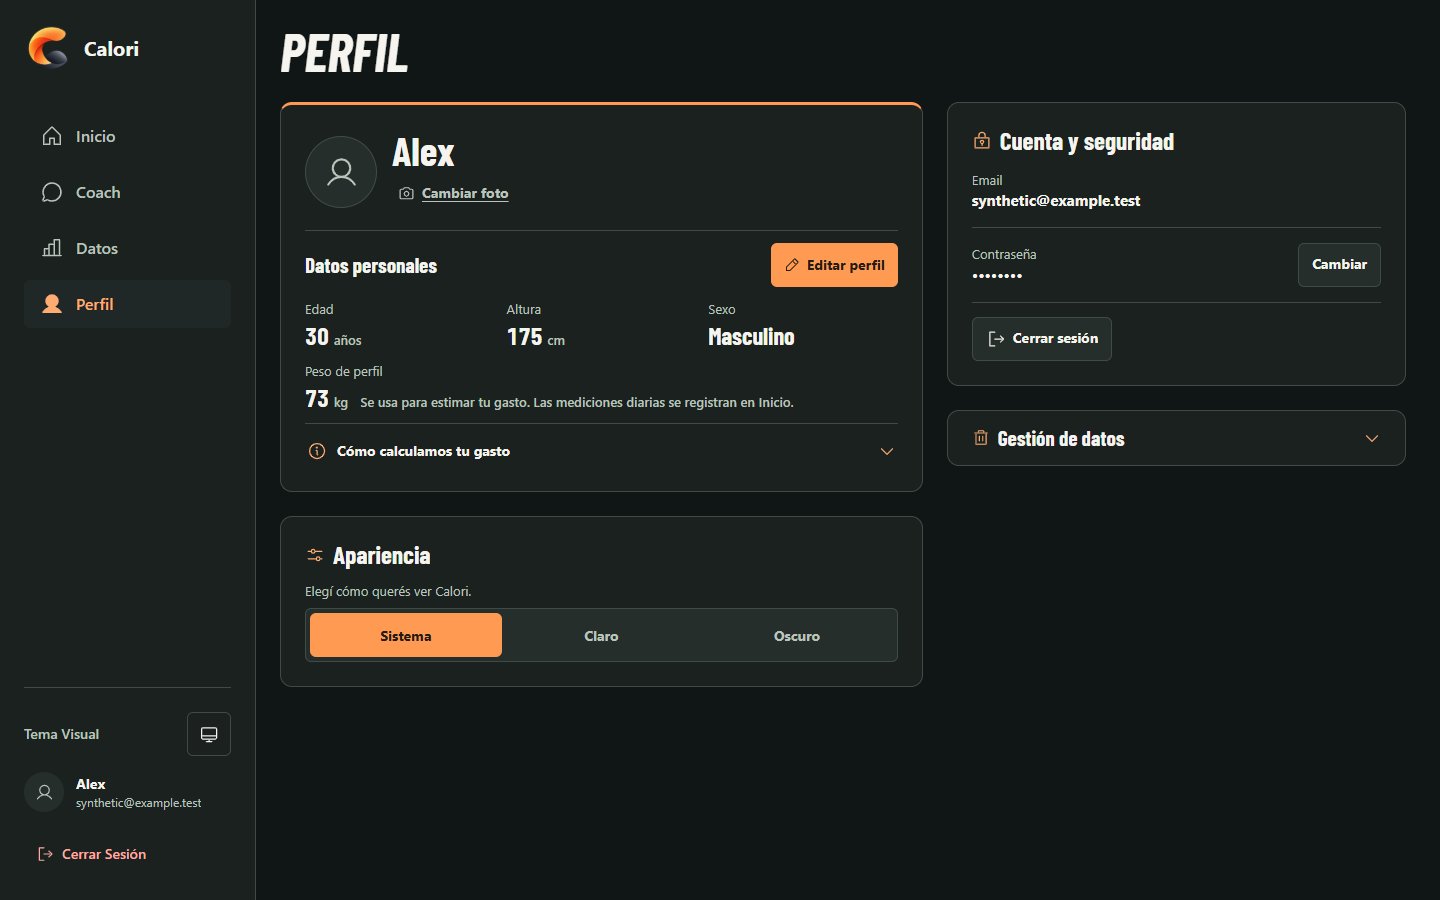 Calori
Inicio
Coach
Datos
Perfil
Tema Visual
Alex
synthetic@example.test
Cerrar Sesión
PERFIL
Alex
Cambiar foto
Datos personales
Editar perfil
Edad
30 años
Altura
175 cm
Sexo
Masculino
Peso de perfil
73 kg Se usa para estimar tu gasto. Las mediciones diarias se registran en Inicio.
Cómo calculamos tu gasto
Apariencia
Elegí cómo querés ver Calori.
Sistema
Claro
Oscuro
Cuenta y seguridad
Email
synthetic@example.test
Contraseña
••••••••
Cambiar
Cerrar sesión
Gestión de datos